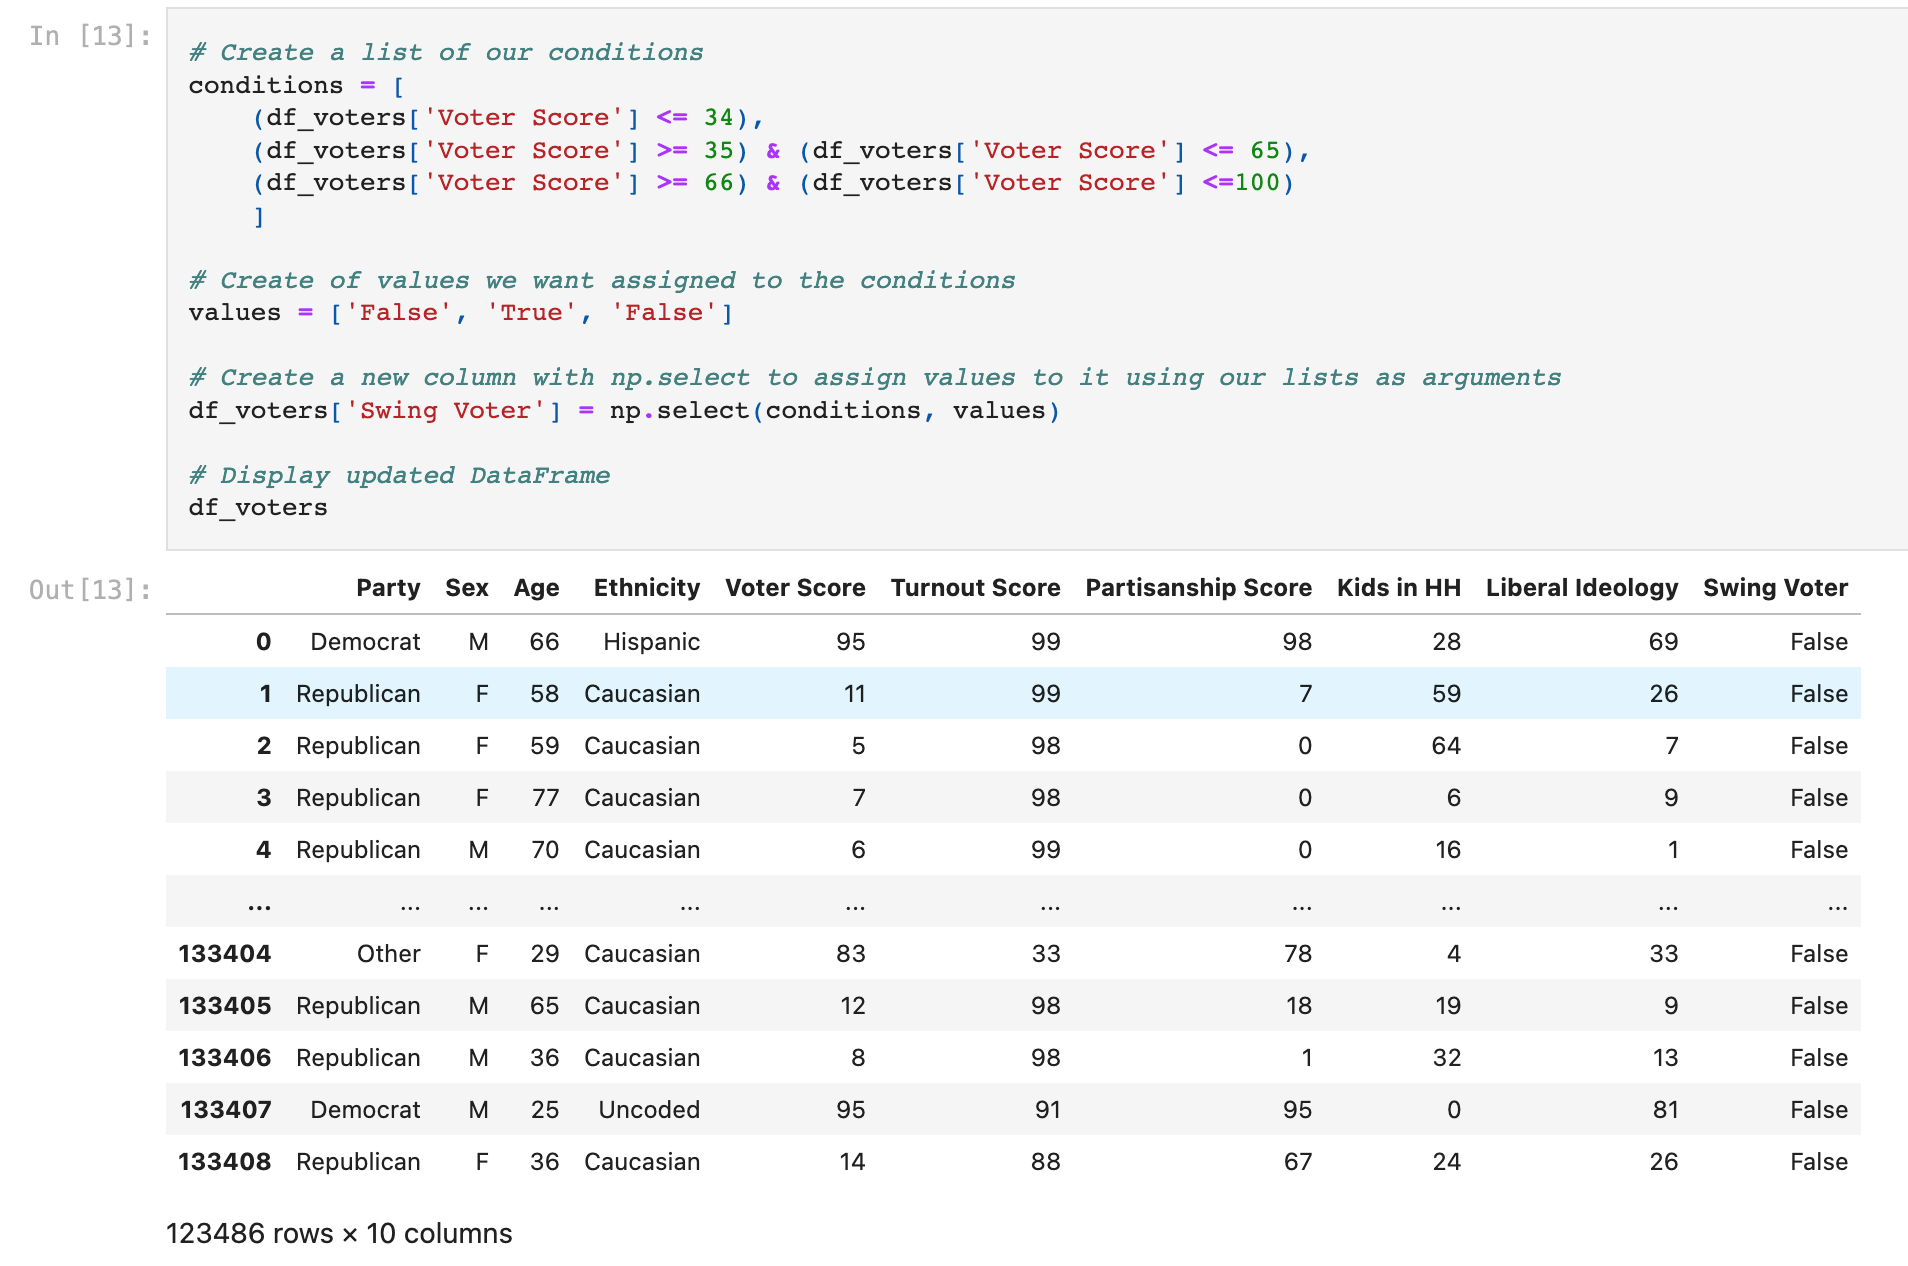 In [13]:
# Create a list of our conditions
conditions = [
    (df_voters['Voter Score'] <= 34),
    (df_voters['Voter Score'] >= 35) & (df_voters['Voter Score'] <= 65),
    (df_voters['Voter Score'] >= 66) & (df_voters['Voter Score'] <=100)
    ]
# Create of values we want assigned to the conditions
values = ['False', 'True', 'False']
# Create a new column with np.select to assign values to it using our lists as arguments
df_voters['Swing Voter'] = np.select(conditions, values)
# Display updated DataFrame
df_voters
Out[13]:
Party Sex Age Ethnicity Voter Score Turnout Score Partisanship Score Kids in HH Liberal Ideology Swing Voter
0 Democrat M 66 Hispanic 95 99 98 28 69 False
1 Republican F 58 Caucasian 11 99 7 59 26 False
2 Republican F 59 Caucasian 5 98 0 64 7 False
3 Republican F 77 Caucasian 7 98 0 6 9 False
4 Republican M 70 Caucasian 6 99 0 16 1 False
... ... ... ... ... ... ... ... ... ... ...
133404 Other F 29 Caucasian 83 33 78 4 33 False
133405 Republican M 65 Caucasian 12 98 18 19 9 False
133406 Republican M 36 Caucasian 8 98 1 32 13 False
133407 Democrat M 25 Uncoded 95 91 95 0 81 False
133408 Republican F 36 Caucasian 14 88 67 24 26 False
123486 rows × 10 columns